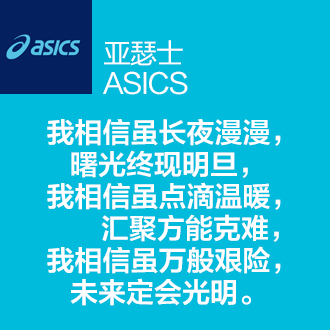 asics
亚瑟士
ASICS
我相信虽长夜漫漫，
曙光终现明旦，
我相信虽点滴温暖，
汇聚方能克难，
我相信虽万般艰险，
未来定会光明。